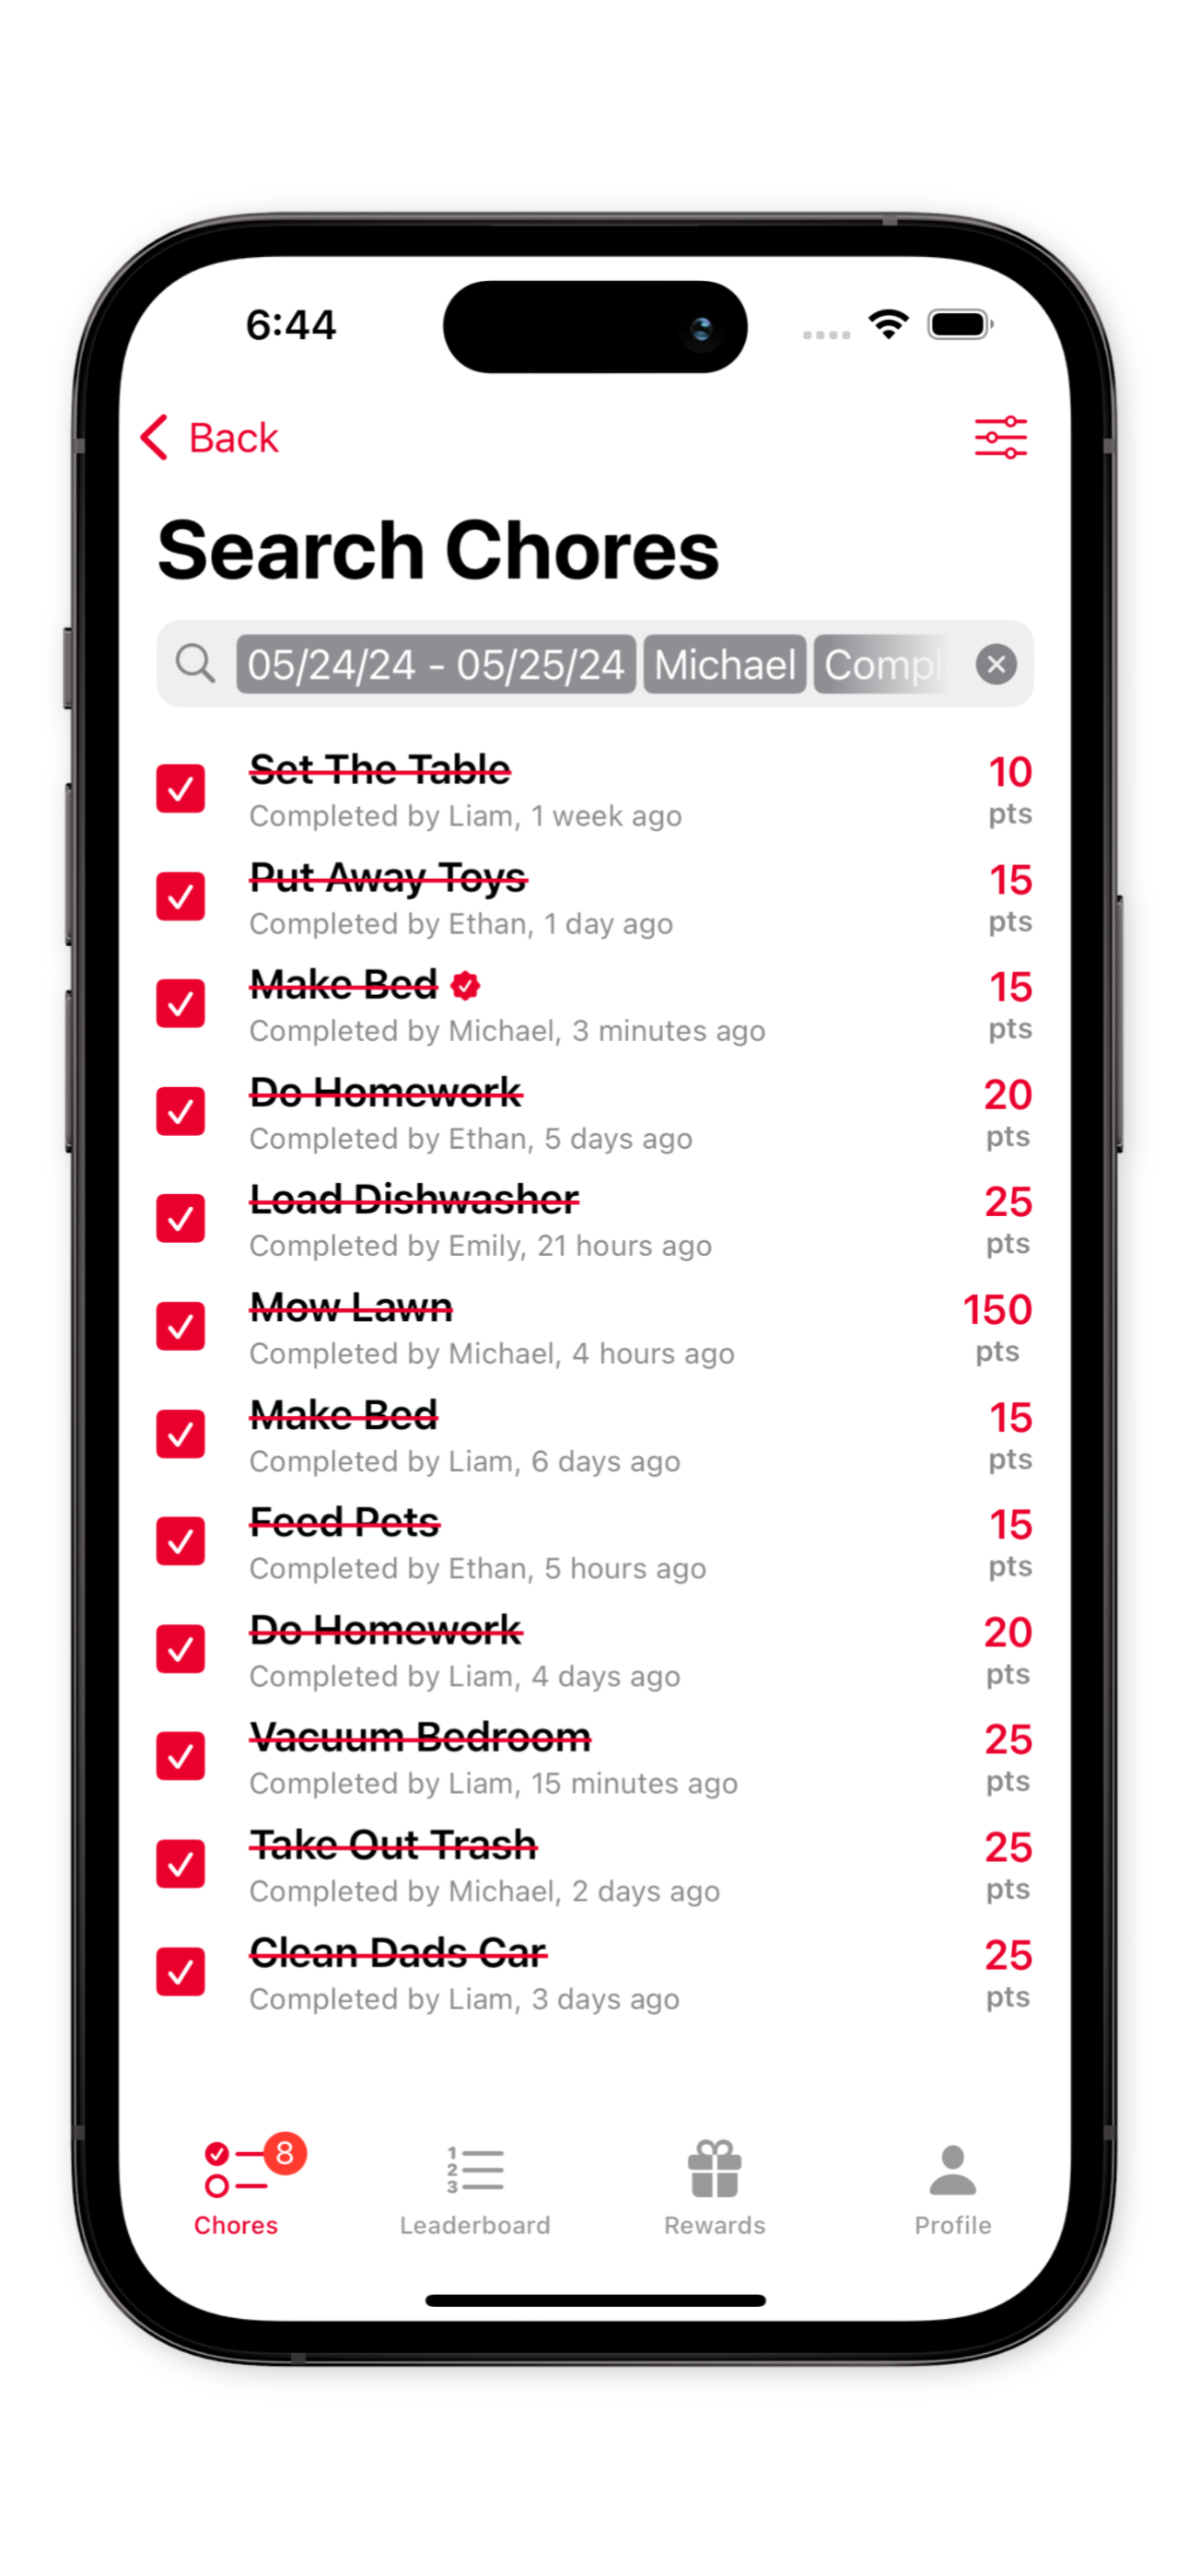 6:44
Back
Search Chores
05/24/24 - 05/25/24 Michael Compl
Set The Table 10
Completed by Liam, 1 week ago pts
Put Away Toys 15
Completed by Ethan, 1 day ago pts
Make Bed 15
Completed by Michael, 3 minutes ago pts
Do Homework 20
Completed by Ethan, 5 days ago pts
Load Dishwasher 25
Completed by Emily, 21 hours ago pts
Mow Lawn 150
Completed by Michael, 4 hours ago pts
Make Bed 15
Completed by Liam, 6 days ago pts
Feed Pets 15
Completed by Ethan, 5 hours ago pts
Do Homework 20
Completed by Liam, 4 days ago pts
Vacuum Bedroom 25
Completed by Liam, 15 minutes ago pts
Take Out Trash 25
Completed by Michael, 2 days ago pts
Clean Dads Car 25
Completed by Liam, 3 days ago pts
8
1
2
3
Chores Leaderboard Rewards Profile